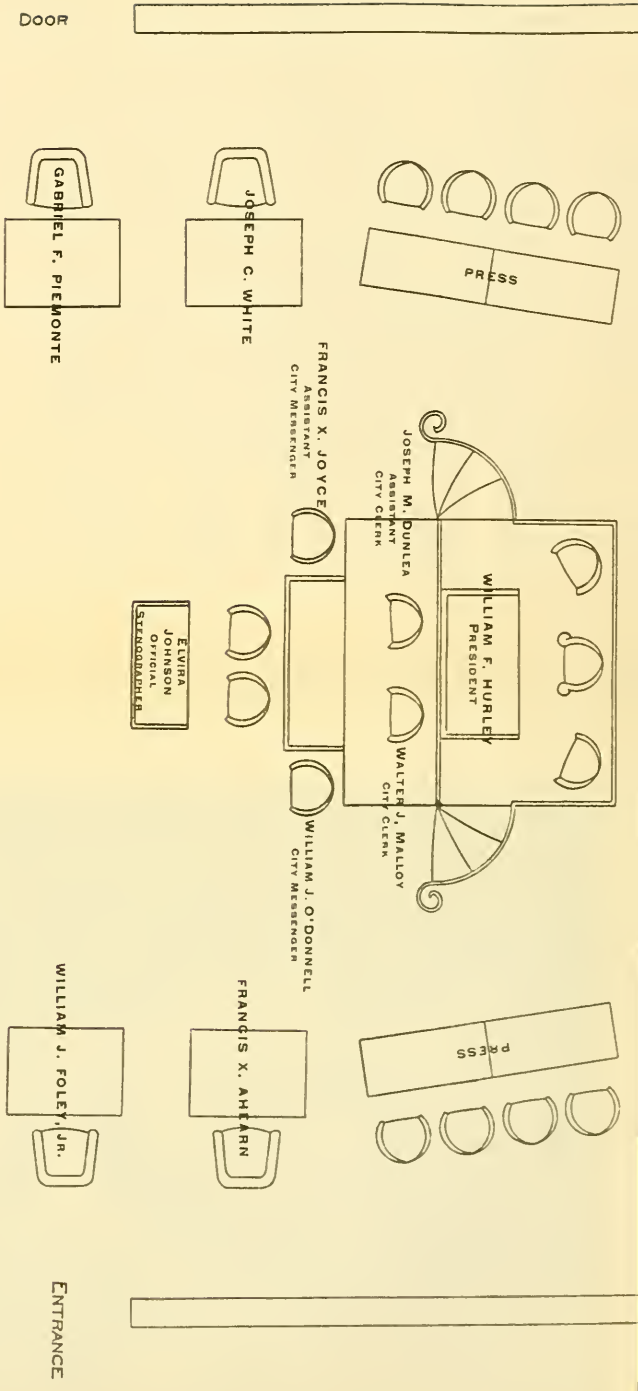 DOOR
GABRIEL F. PIEMONTE
JOSEPH C. WHITE
PRESS
FRANCIS X. JOYCE
ASSISTANT
CITY MESSENGER
JOSEPH M. DUNLEA
ASSISTANT
CITY CLERK
WILLIAM F. HURLEY
PRESIDENT
ELVIRA
JOHNSON
OFFICIAL
STENOGRAPHER
WALTER J. MALLOY
CITY CLERK
WILLIAM J. O'DONNELL
CITY MESSENGER
WILLIAM J. FOLEY, JR.
FRANCIS X. AHEARN
PRESS
ENTRANCE